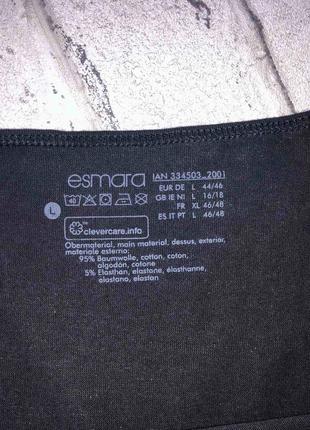 esmara IAN 334503_2001
EUR DE L 44/46
GB IE NI L 16/18
FR XL 46/48
ES IT PT L 46/48
L
40
clevercare.info
Obermaterial, main material, dessus, exterior,
materiale esterno:
95% Baumwolle, cotton, coton,
algodón, cotone
5% Elasthan, elastane, élasthanne,
elastano, elastan